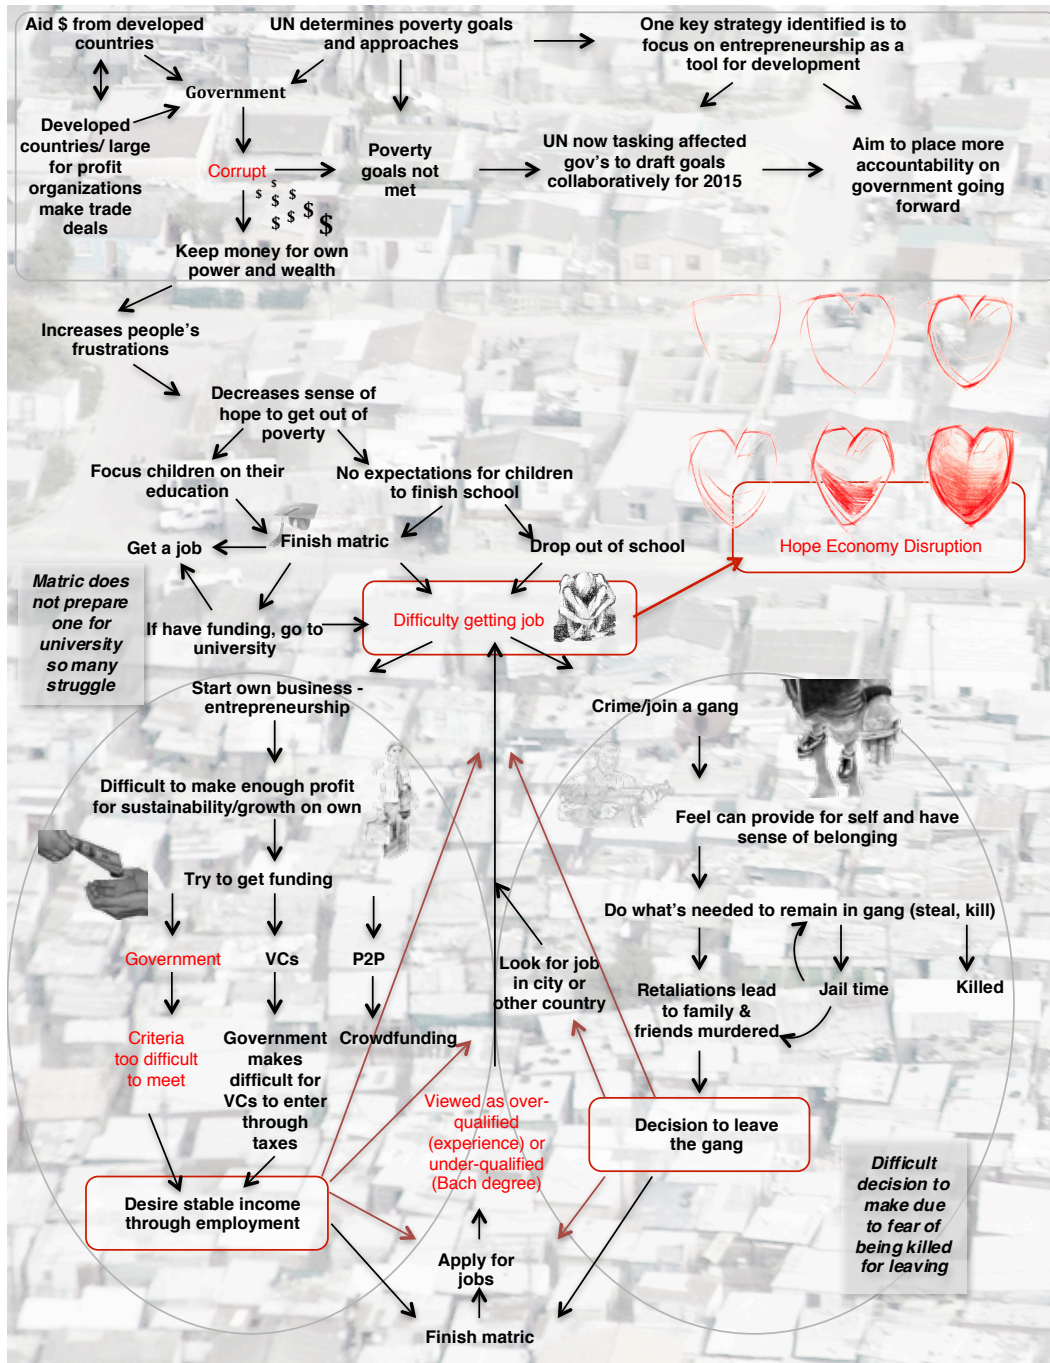 Aid $ from developed
countries
UN determines poverty goals
and approaches
One key strategy identified is to
focus on entrepreneurship as a
tool for development
Government
Developed
countries/ large
for profit
organizations
make trade
deals
Corrupt
Poverty
goals not
met
UN now tasking affected
gov's to draft goals
collaboratively for 2015
Aim to place more
accountability on
government going
forward
$
$ $ $
$ $ $ $
Keep money for own
power and wealth
Increases people's
frustrations
Decreases sense of
hope to get out of
poverty
Focus children on their
education
No expectations for children
to finish school
Get a job
Finish matric
Drop out of school
Hope Economy Disruption
Matric does
not prepare
one for
university
so many
struggle
If have funding, go to
university
Difficulty getting job
Start own business -
entrepreneurship
Crime/join a gang
Difficult to make enough profit
for sustainability/growth on own
Feel can provide for self and have
sense of belonging
Try to get funding
Do what's needed to remain in gang (steal, kill)
Government
VCs
P2P
Look for job
in city or
other country
Retaliations lead
to family &
friends murdered
Jail time
Killed
Criteria
too difficult
to meet
Government
makes
difficult for
VCs to enter
through
taxes
Crowdfunding
Viewed as over-
qualified
(experience) or
under-qualified
(Bach degree)
Decision to leave
the gang
Difficult
decision to
make due
to fear of
being killed
for leaving
Desire stable income
through employment
Apply for
jobs
Finish matric